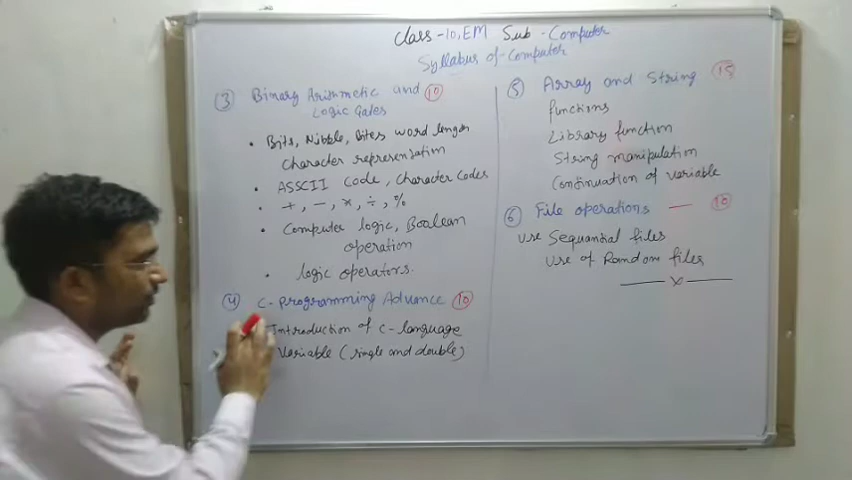 Class-10, EM Sub-Computer
Syllabus of-Computer
③ Binary Arithmetic and 10
Logic Gates
• Bits, Nibble, Bites word length
Character representation
• ASSCII Code, Character Codes
• +, -, *, ÷, %
• Computer logic, Boolean
operation
• logic operators.
④ C-programming Advance 10
Introduction of C-language
Variable (single and double)
⑤ Array and String 15
functions
Library function
String manipulation
Continuation of variable
⑥ File operations — 10
Use Sequantial files
Use of Random files
—x—